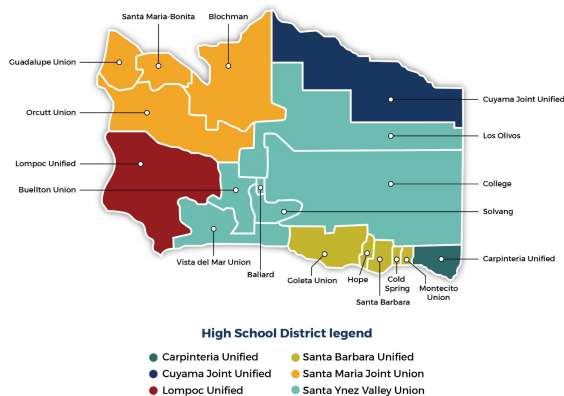 Santa Maria-Bonita
Blochman
Guadalupe Union
Cuyama Joint Unified
Orcutt Union
Los Olivos
Lompoc Unified
Buellton Union
College
Solvang
Vista del Mar Union
Ballard
Goleta Union
Hope
Santa Barbara
Cold
Spring
Montecito
Union
Carpinteria Unified
High School District legend
Carpinteria Unified
Santa Barbara Unified
Cuyama Joint Unified
Santa Maria Joint Union
Lompoc Unified
Santa Ynez Valley Union